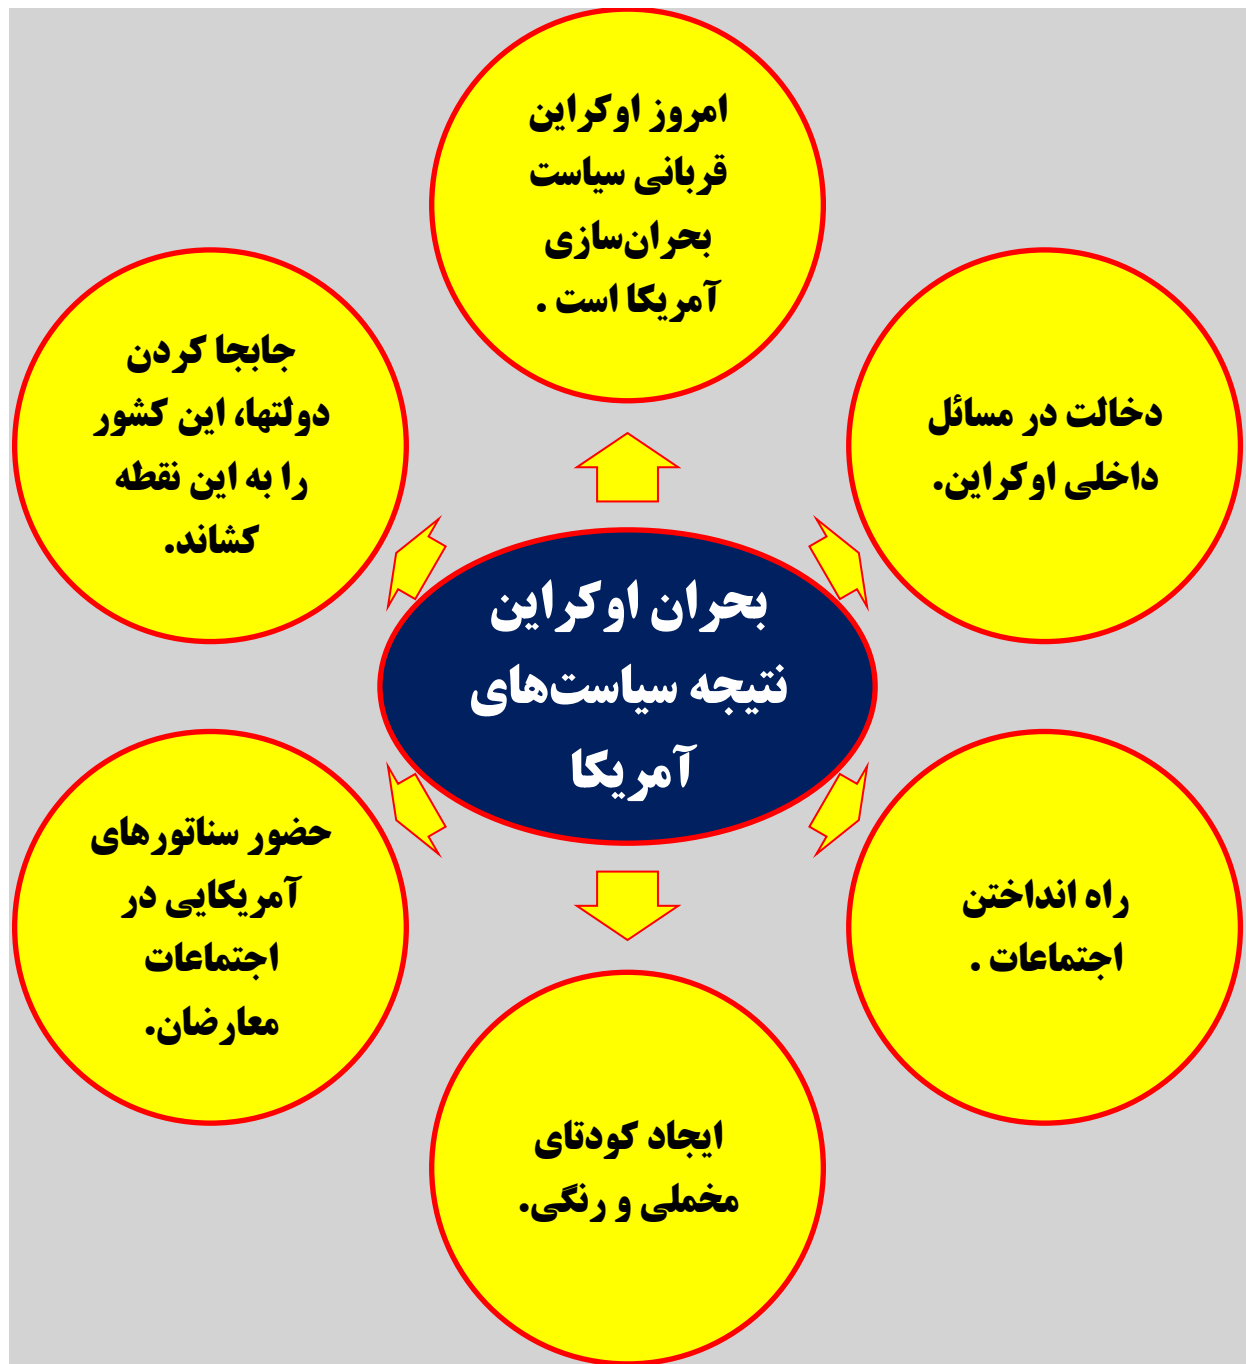 امروز اوکراین
قربانی سیاست
بحران‌سازی
آمریکا است .
دخالت در مسائل
داخلی اوکراین.
راه انداختن
اجتماعات .
ایجاد کودتای
مخملی و رنگی.
حضور سناتورهای
آمریکایی در
اجتماعات
معارضان.
جابجا کردن
دولتها، این کشور
را به این نقطه
کشاند.
بحران اوکراین
نتیجه سیاست‌های
آمریکا